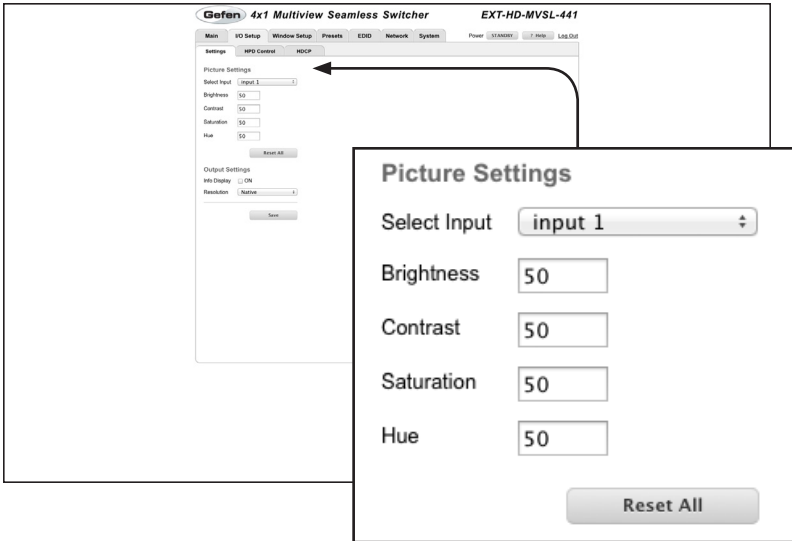 Gefen 4x1 Multiview Seamless Switcher EXT-HD-MVSL-441
Main I/O Setup Window Setup Presets EDID Network System Power STANDBY ? Help Log Out
Settings HPD Control HDCP
Picture Settings
Select Input input 1
Brightness 50
Contrast 50
Saturation 50
Hue 50
Reset All
Output Settings
Info Display ON
Resolution Native
Save
Picture Settings
Select Input input 1
Brightness 50
Contrast 50
Saturation 50
Hue 50
Reset All